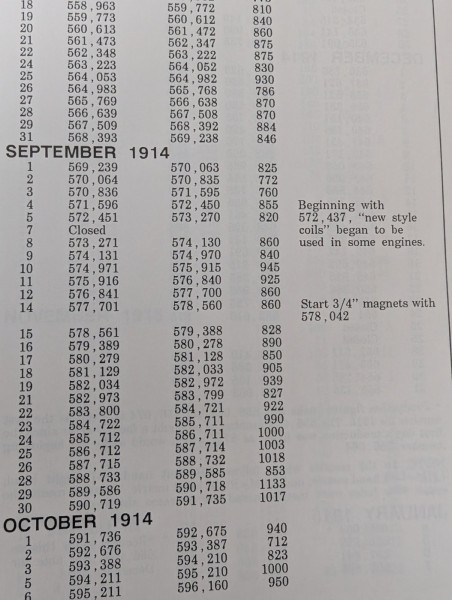 18 558,963 559,772 810
19 559,773 560,612 840
20 560,613 561,472 860
21 561,473 562,347 875
22 562,348 563,222 875
24 563,223 564,052 830
25 564,053 564,982 930
26 564,983 565,768 786
27 565,769 566,638 870
28 566,639 567,508 870
29 567,509 568,392 884
31 568,393 569,238 846
SEPTEMBER 1914
1 569,239 570,063 825
2 570,064 570,835 772
3 570,836 571,595 760
4 571,596 572,450 855 Beginning with
5 572,451 573,270 820 572,437, “new style
7 Closed coils” began to be
8 573,271 574,130 860 used in some engines.
9 574,131 574,970 840
10 574,971 575,915 945
11 575,916 576,840 925
12 576,841 577,700 860
14 577,701 578,560 860 Start 3/4” magnets with
578,042
15 578,561 579,388 828
16 579,389 580,278 890
17 580,279 581,128 850
18 581,129 582,033 905
19 582,034 582,972 939
21 582,973 583,799 827
22 583,800 584,721 922
23 584,722 585,711 990
24 585,712 586,711 1000
25 586,712 587,714 1003
26 587,715 588,732 1018
28 588,733 589,585 853
29 589,586 590,718 1133
30 590,719 591,735 1017
OCTOBER 1914
1 591,736 592,675 940
2 592,676 593,387 712
3 593,388 594,210 823
5 594,211 595,210 1000
6 595,211 596,160 950